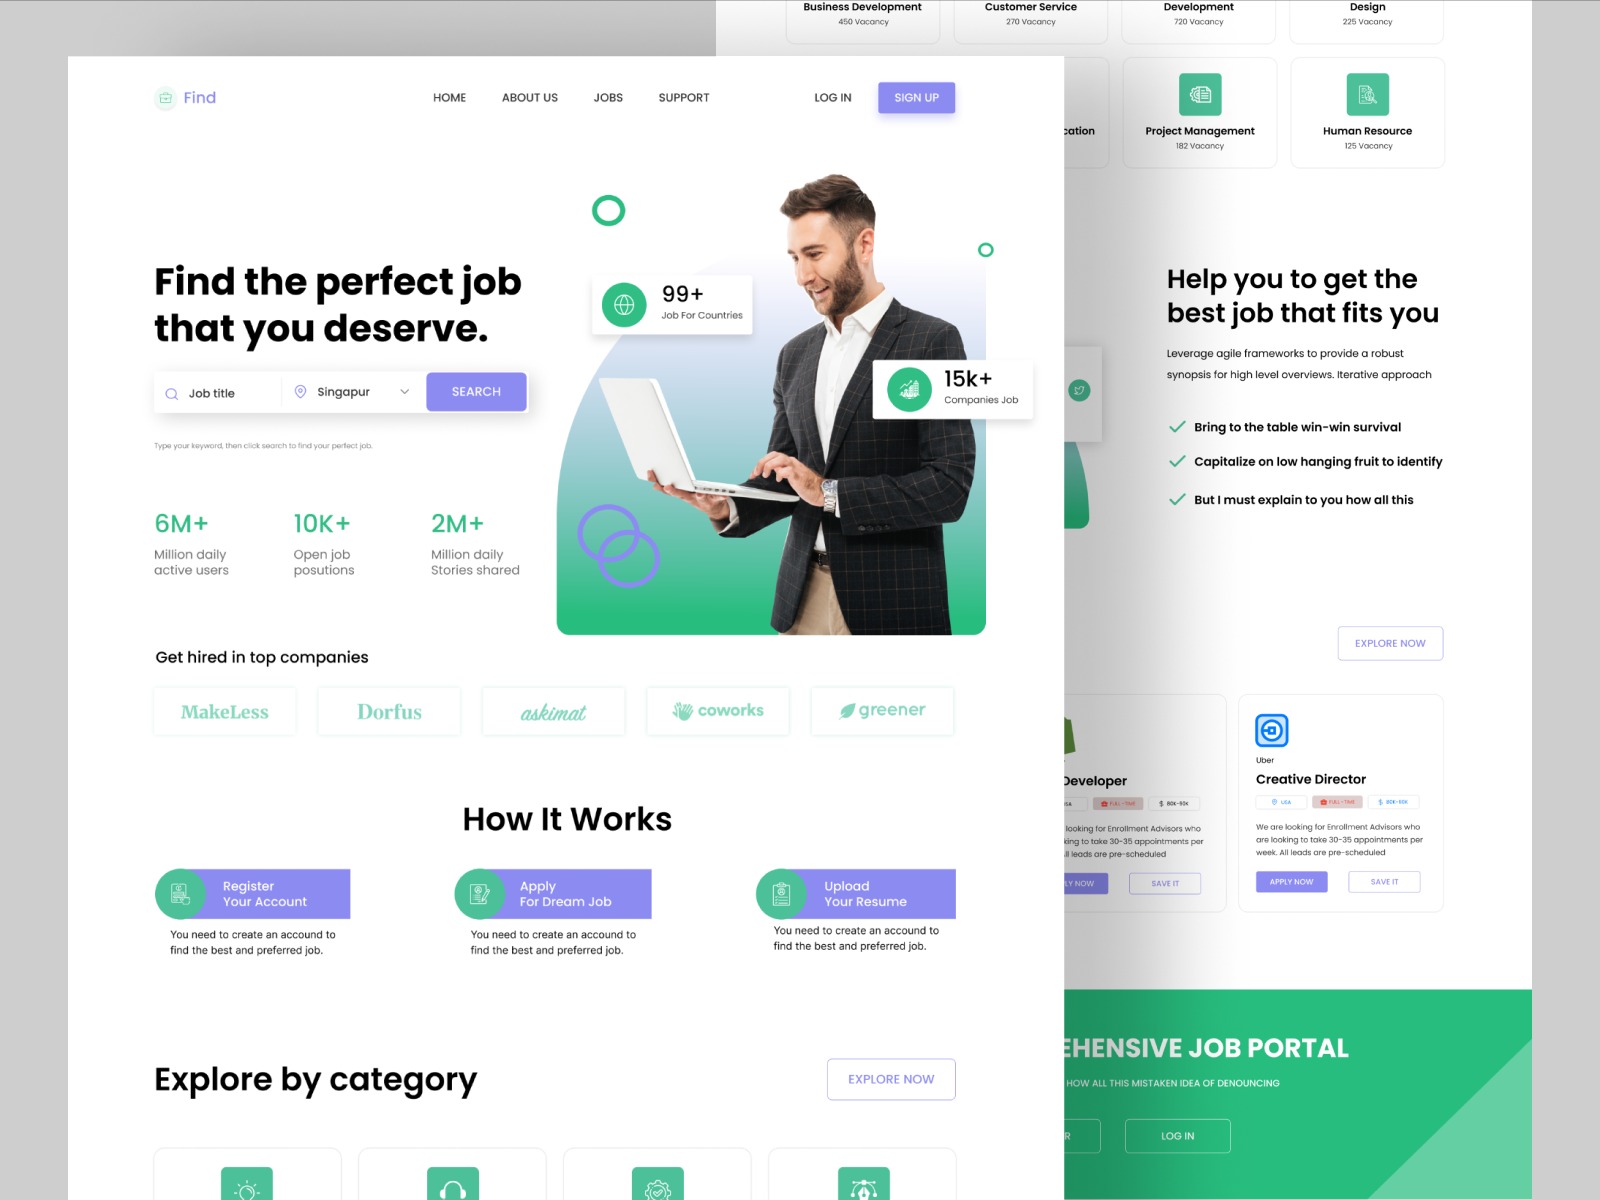 Find
HOME
ABOUT US
JOBS
SUPPORT
LOG IN
SIGN UP
Find the perfect job
that you deserve.
Job title
Singapur
SEARCH
Type your keyword, then click search to find your perfect job.
6M+
Million daily
active users
10K+
Open job
posutions
2M+
Million daily
Stories shared
99+
Job For Countries
15k+
Companies Job
Get hired in top companies
MakeLess
Dorfus
askimat
coworks
greener
How It Works
Register
Your Account
You need to create an accound to
find the best and preferred job.
Apply
For Dream Job
You need to create an accound to
find the best and preferred job.
Upload
Your Resume
You need to create an accound to
find the best and preferred job.
Explore by category
EXPLORE NOW
Business Development
450 Vacancy
Customer Service
270 Vacancy
Development
720 Vacancy
Design
225 Vacancy
cation
Project Management
182 Vacancy
Human Resource
125 Vacancy
Help you to get the
best job that fits you
Leverage agile frameworks to provide a robust
synopsis for high level overviews. Iterative approach
Bring to the table win-win survival
Capitalize on low hanging fruit to identify
But I must explain to you how all this
EXPLORE NOW
Developer
USA
FULL-TIME
$ 80K-90K
looking for Enrollment Advisors who
king to take 30-35 appointments per
ll leads are pre-scheduled
LY NOW
SAVE IT
Uber
Creative Director
USA
FULL-TIME
$ 80K-90K
We are looking for Enrollment Advisors who
are looking to take 30-35 appointments per
week. All leads are pre-scheduled
APPLY NOW
SAVE IT
EHENSIVE JOB PORTAL
HOW ALL THIS MISTAKEN IDEA OF DENOUNCING
R
LOG IN